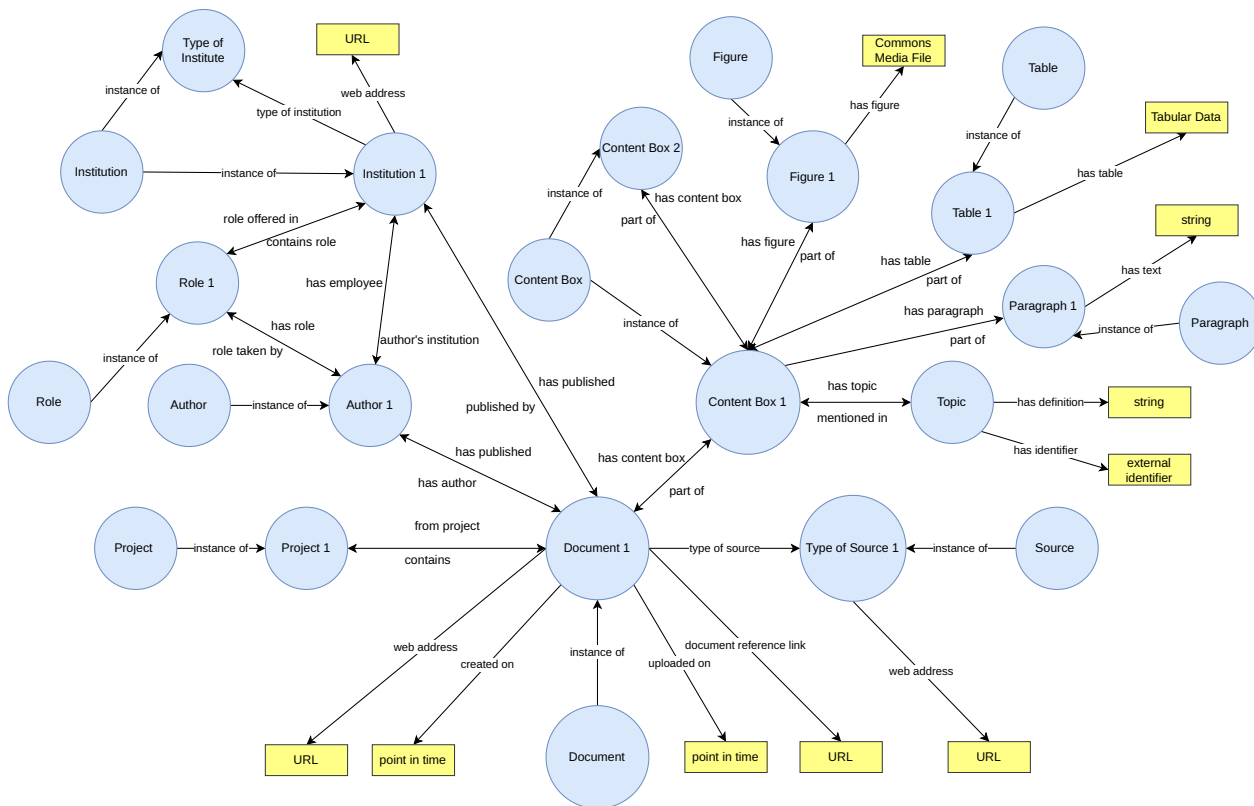 Type of
Institute
URL
Figure
Commons
Media File
Table
instance of
web address
type of institution
has figure
instance of
Tabular Data
instance of
Content Box 2
Institution
instance of
Institution 1
Figure 1
has table
instance of
has content box
part of
Table 1
string
role offered in
contains role
has figure
part of
has table
part of
has text
Role 1
has employee
Content Box
Paragraph 1
has paragraph
part of
instance of
Paragraph
has role
role taken by
instance of
author's institution
instance of
has published
published by
Role
Author
instance of
Author 1
Content Box 1
has topic
mentioned in
Topic
has definition
string
has identifier
external
identifier
has published
has author
has content box
part of
from project
contains
Project
instance of
Project 1
Document 1
type of source
Type of Source 1
instance of
Source
web address
created on
instance of
uploaded on
document reference link
web address
URL
point in time
Document
point in time
URL
URL